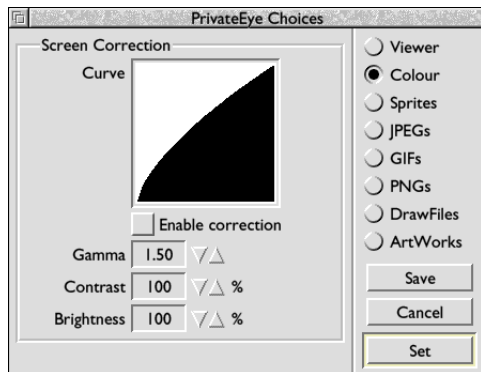 PrivateEye Choices
Screen Correction
Curve
Enable correction
Gamma 1.50
Contrast 100 %
Brightness 100 %
Viewer
Colour
Sprites
JPEGs
GIFs
PNGs
DrawFiles
ArtWorks
Save
Cancel
Set